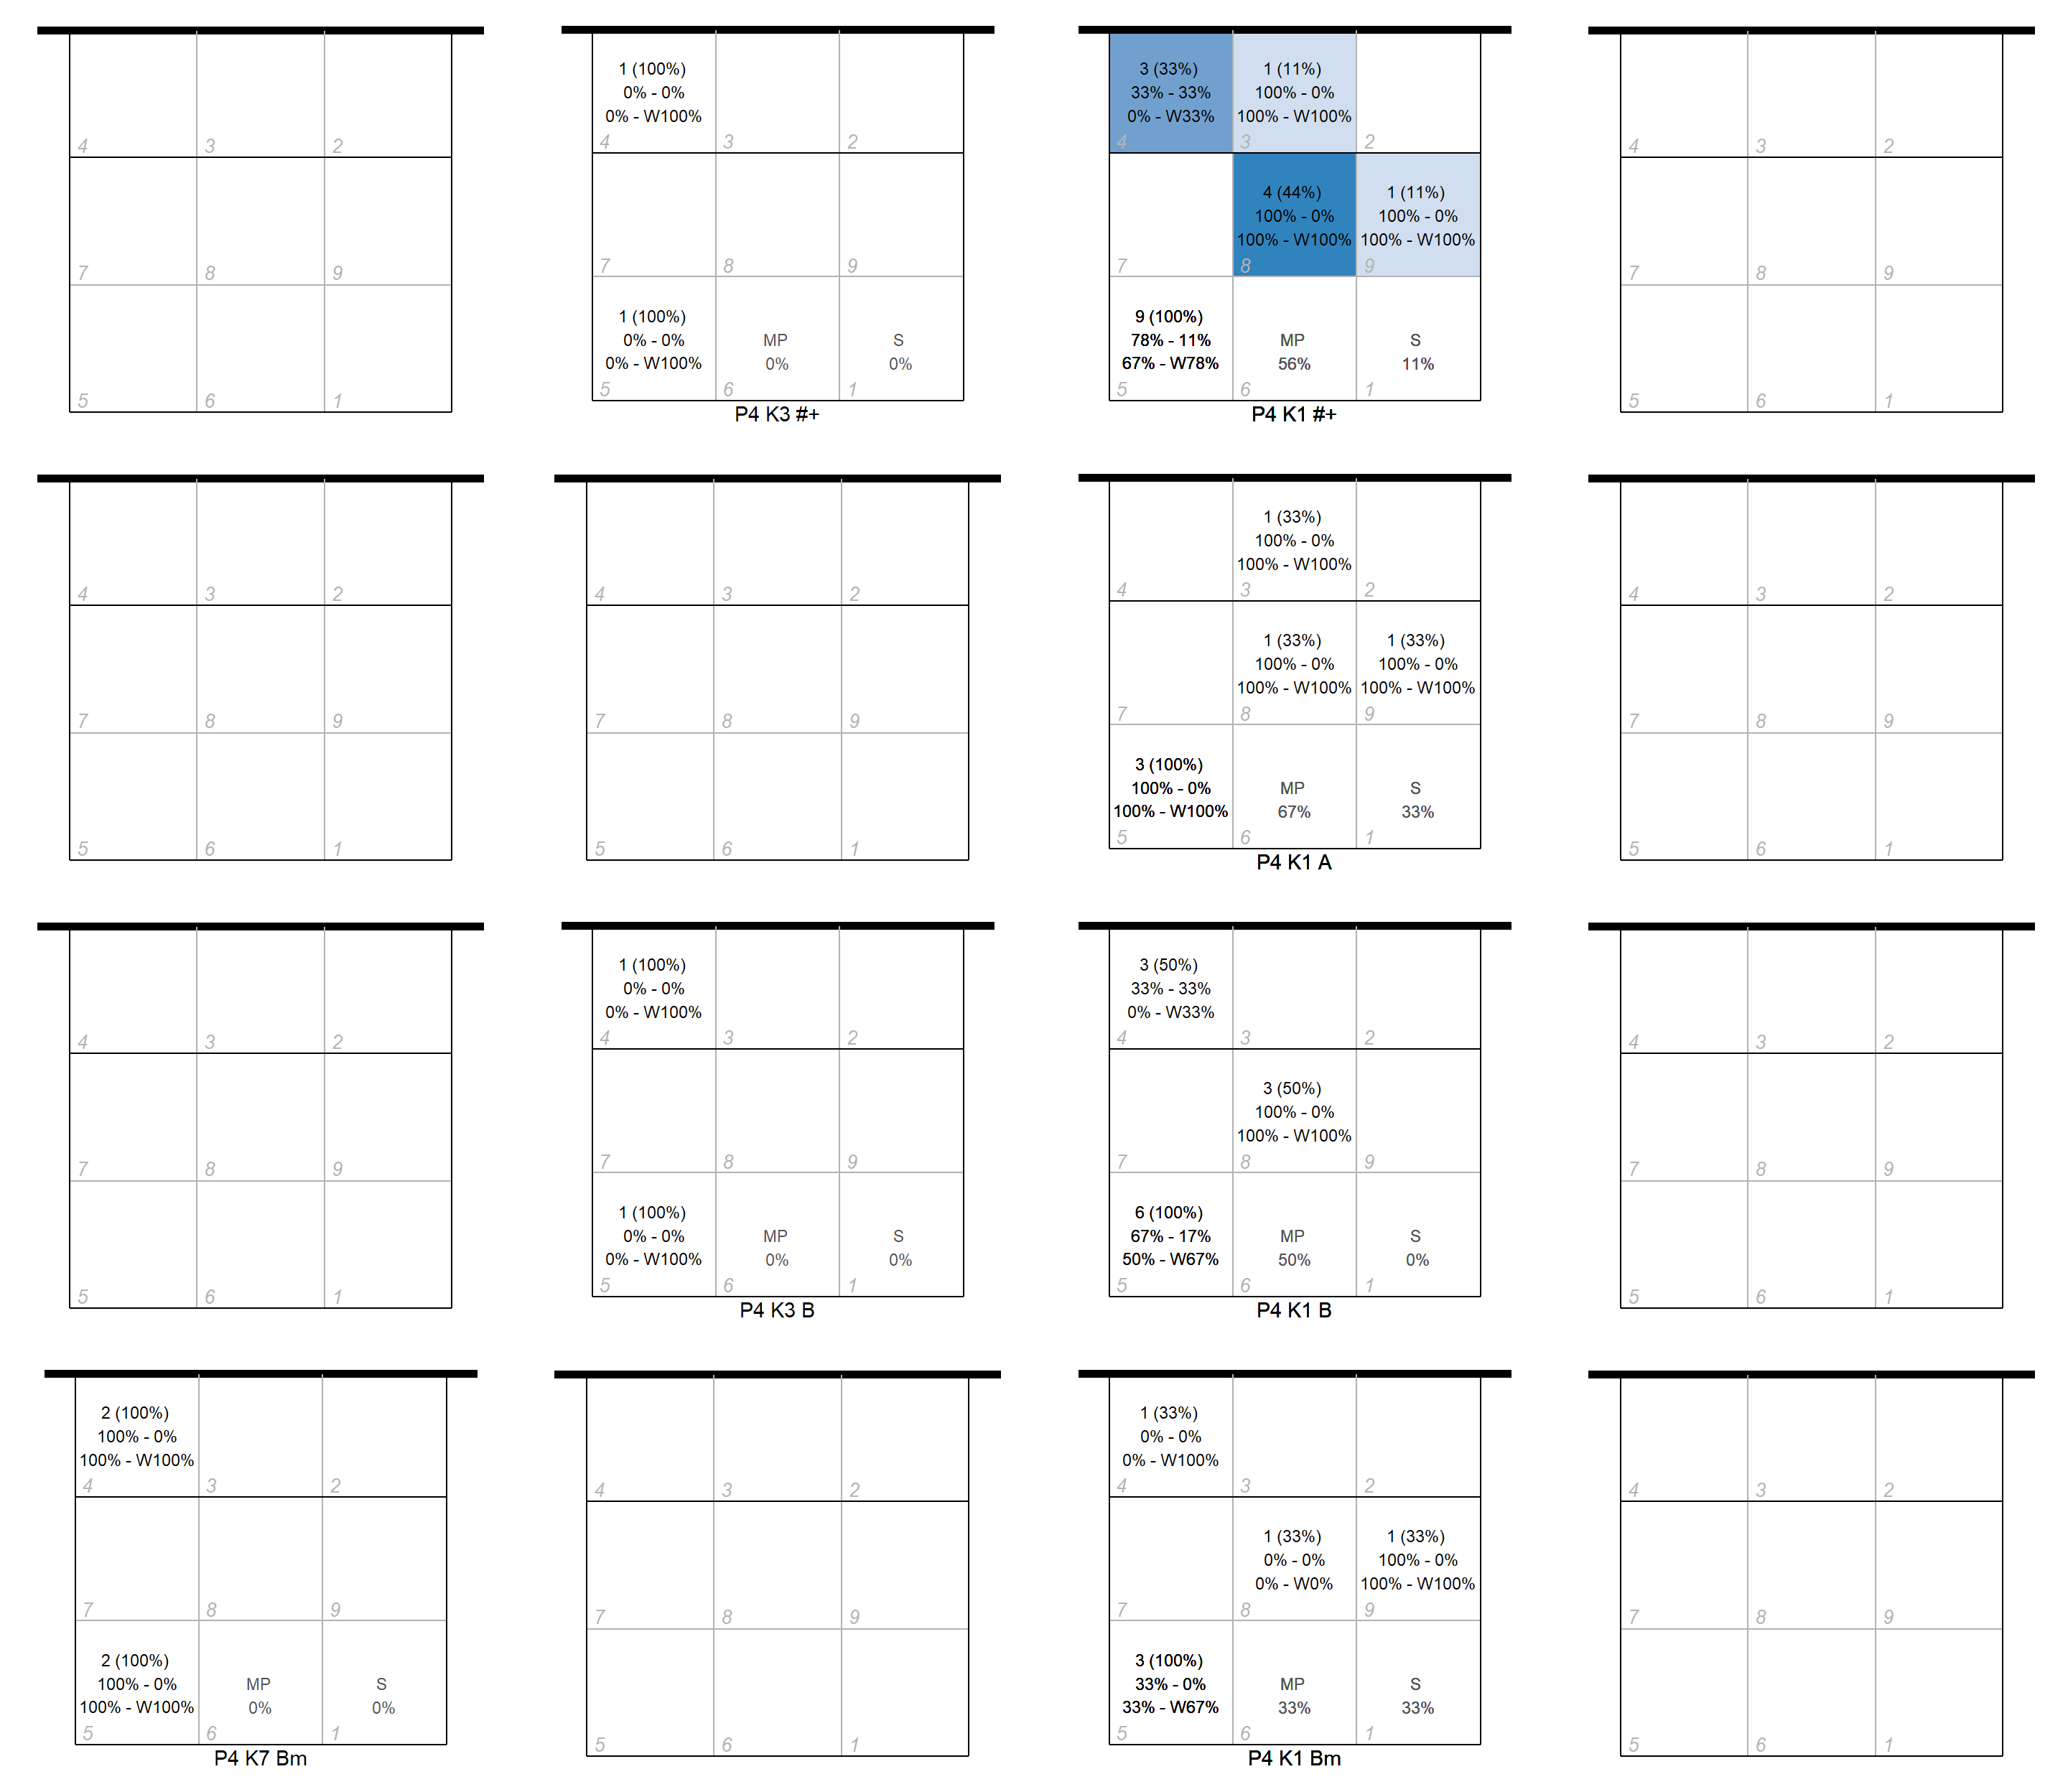 4
3
2
7
8
9
5
6
1
1 (100%)
0% - 0%
0% - W100%
4
3
2
7
8
9
1 (100%)
0% - 0%
0% - W100%
5
MP
0%
6
S
0%
1
P4 K3 #+
3 (33%)
33% - 33%
0% - W33%
4
1 (11%)
100% - 0%
100% - W100%
3
2
7
4 (44%)
100% - 0%
100% - W100%
8
1 (11%)
100% - 0%
100% - W100%
9
9 (100%)
78% - 11%
67% - W78%
5
MP
56%
6
S
11%
1
P4 K1 #+
4
3
2
7
8
9
5
6
1
4
3
2
7
8
9
5
6
1
4
3
2
7
8
9
5
6
1
4
1 (33%)
100% - 0%
100% - W100%
3
2
7
1 (33%)
100% - 0%
100% - W100%
8
1 (33%)
100% - 0%
100% - W100%
9
3 (100%)
100% - 0%
100% - W100%
5
MP
67%
6
S
33%
1
P4 K1 A
4
3
2
7
8
9
5
6
1
4
3
2
7
8
9
5
6
1
1 (100%)
0% - 0%
0% - W100%
4
3
2
7
8
9
1 (100%)
0% - 0%
0% - W100%
5
MP
0%
6
S
0%
1
P4 K3 B
3 (50%)
33% - 33%
0% - W33%
4
3
2
7
3 (50%)
100% - 0%
100% - W100%
8
9
6 (100%)
67% - 17%
50% - W67%
5
MP
50%
6
S
0%
1
P4 K1 B
4
3
2
7
8
9
5
6
1
2 (100%)
100% - 0%
100% - W100%
4
3
2
7
8
9
2 (100%)
100% - 0%
100% - W100%
5
MP
0%
6
S
0%
1
P4 K7 Bm
4
3
2
7
8
9
5
6
1
1 (33%)
0% - 0%
0% - W100%
4
3
2
7
1 (33%)
0% - 0%
0% - W0%
8
1 (33%)
100% - 0%
100% - W100%
9
3 (100%)
33% - 0%
33% - W67%
5
MP
33%
6
S
33%
1
P4 K1 Bm
4
3
2
7
8
9
5
6
1